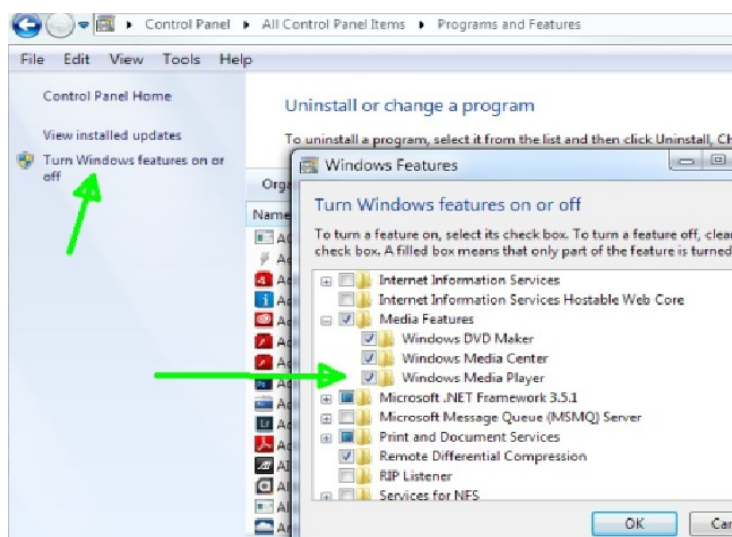 Control Panel ▸ All Control Panel Items ▸ Programs and Features
File Edit View Tools Help
Control Panel Home
View installed updates
Turn Windows features on or
off
Uninstall or change a program
To uninstall a program, select it from the list and then click Uninstall, Ch
Orga
Name
Windows Features
Turn Windows features on or off
To turn a feature on, select its check box. To turn a feature off, clea
check box. A filled box means that only part of the feature is turned
Internet Information Services
Internet Information Services Hostable Web Core
Media Features
Windows DVD Maker
Windows Media Center
Windows Media Player
Microsoft .NET Framework 3.5.1
Microsoft Message Queue (MSMQ) Server
Print and Document Services
Remote Differential Compression
RIP Listener
Services for NFS
OK Can